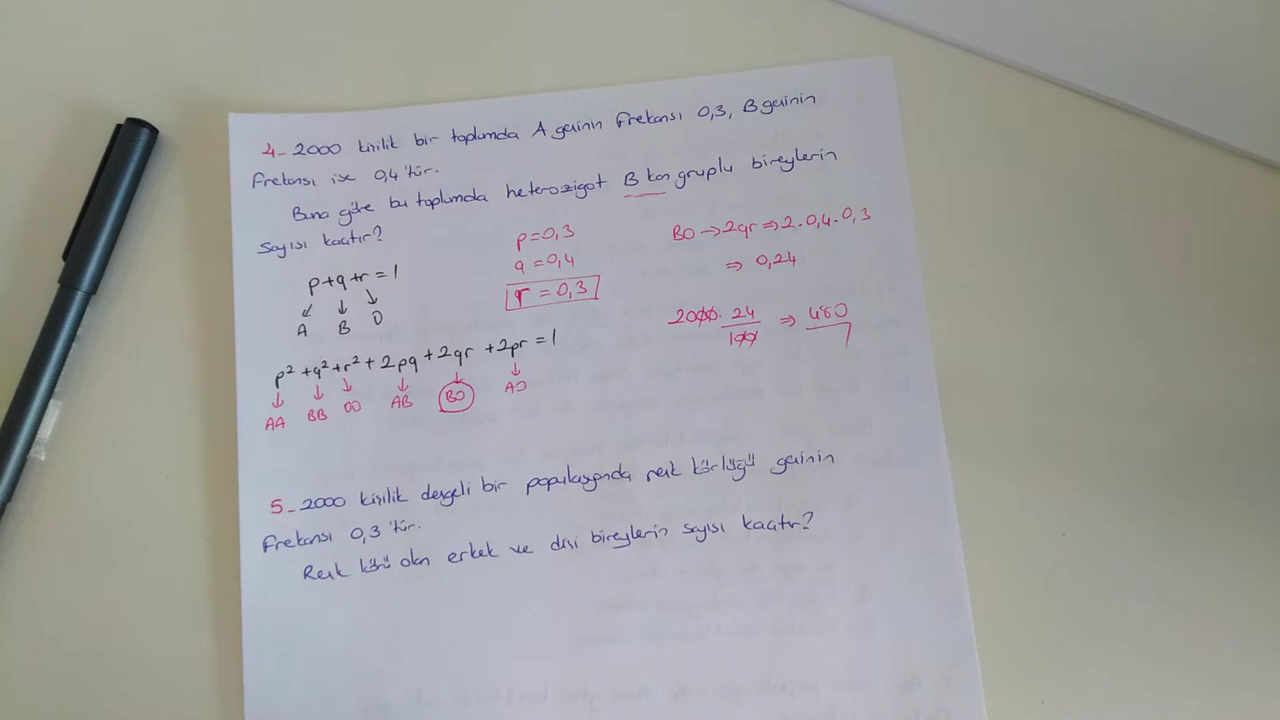 4- 2000 kişilik bir toplumda A geninin frekansı 0,3, B geninin
frekansı ise 0,4'tür.
Buna göre bu toplumda heterozigot B kan gruplu bireylerin
sayısı kaçtır?
p+q+r=1
A B O
p=0,3
q=0,4
r=0,3
BO→2qr⇒2.0,4.0,3
⇒ 0,24
2000. 24/100 ⇒ 480
p²+q²+r²+2pq+2qr+2pr=1
AA BB OO AB BO AO
5- 2000 kişilik dengeli bir populasyonda renk körlüğü geninin
frekansı 0,3'tür.
Renk körü olan erkek ve dişi bireylerin sayısı kaçtır?